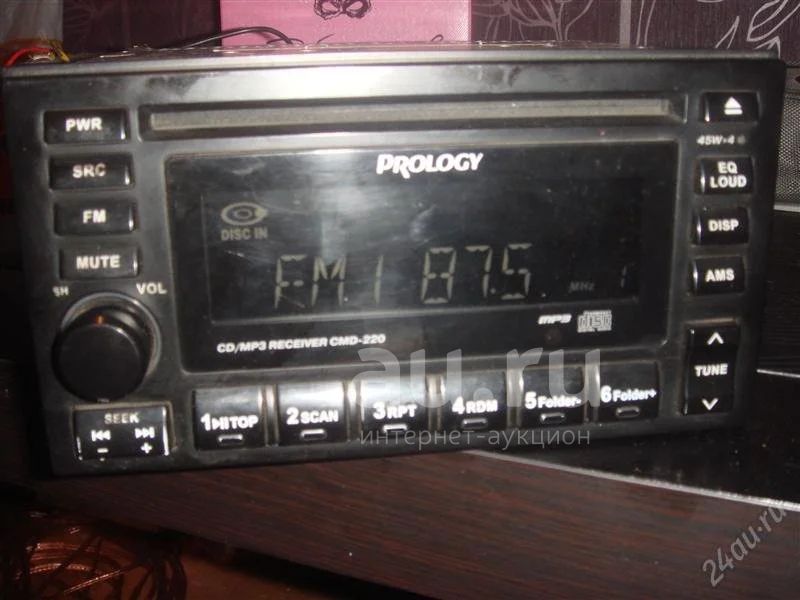 PWR
SRC
FM
MUTE
VOL
PROLOGY
DISC IN
FM.1 87.5 MHz 1
CD/MP3 RECEIVER CMD-220
MP3
45W×4
EQ
LOUD
DISP
AMS
TUNE
SEEK
- +
1 TOP
2 SCAN
3 RPT
4 RDM
5 Folder-
6 Folder+
au.ru
интернет-аукцион
24au.ru